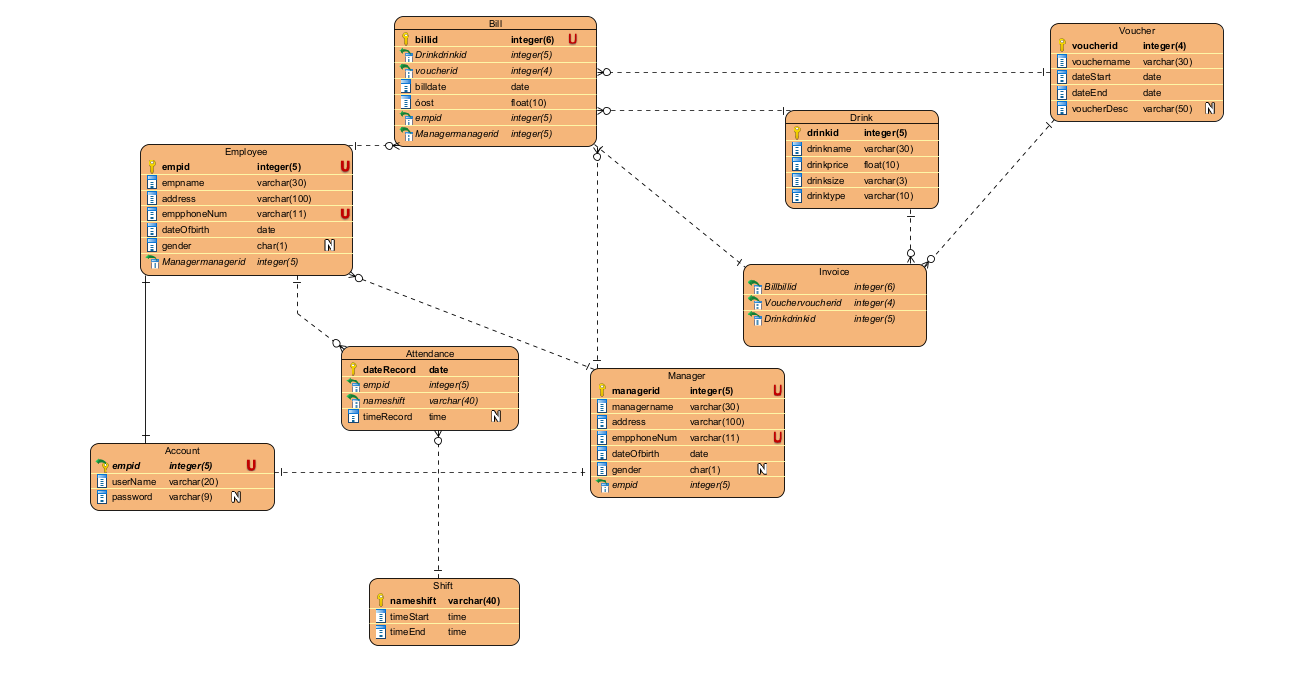 Bill
billid integer(6) U
Drinkdrinkid integer(5)
voucherid integer(4)
billdate date
óost float(10)
empid integer(5)
Managermanagerid integer(5)
Voucher
voucherid integer(4)
vouchername varchar(30)
dateStart date
dateEnd date
voucherDesc varchar(50) N
Drink
drinkid integer(5)
drinkname varchar(30)
drinkprice float(10)
drinksize varchar(3)
drinktype varchar(10)
Employee
empid integer(5) U
empname varchar(30)
address varchar(100)
empphoneNum varchar(11) U
dateOfbirth date
gender char(1) N
Managermanagerid integer(5)
Invoice
Billbillid integer(6)
Vouchervoucherid integer(4)
Drinkdrinkid integer(5)
Attendance
dateRecord date
empid integer(5)
nameshift varchar(40)
timeRecord time N
Manager
managerid integer(5) U
managername varchar(30)
address varchar(100)
empphoneNum varchar(11) U
dateOfbirth date
gender char(1) N
empid integer(5)
Account
empid integer(5) U
userName varchar(20)
password varchar(9) N
Shift
nameshift varchar(40)
timeStart time
timeEnd time